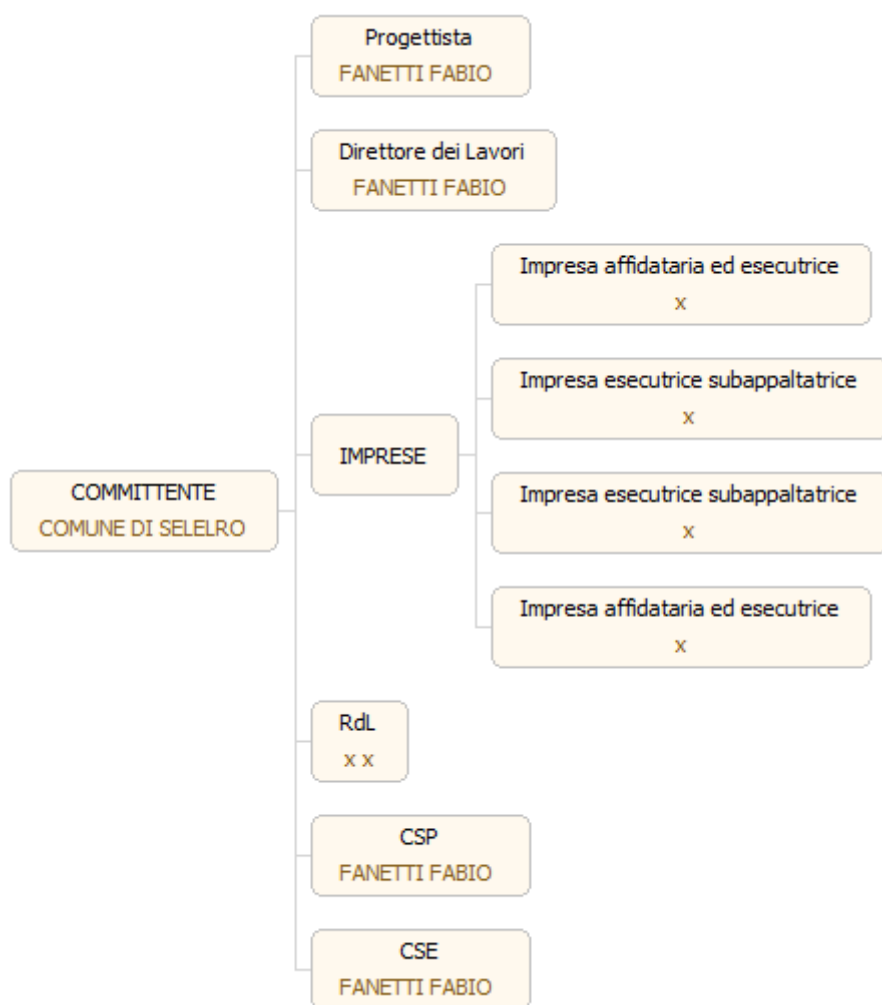 Progettista
FANETTI FABIO
Direttore dei Lavori
FANETTI FABIO
Impresa affidataria ed esecutrice
x
Impresa esecutrice subappaltatrice
x
IMPRESE
COMMITTENTE
COMUNE DI SELELRO
Impresa esecutrice subappaltatrice
x
Impresa affidataria ed esecutrice
x
RdL
x x
CSP
FANETTI FABIO
CSE
FANETTI FABIO